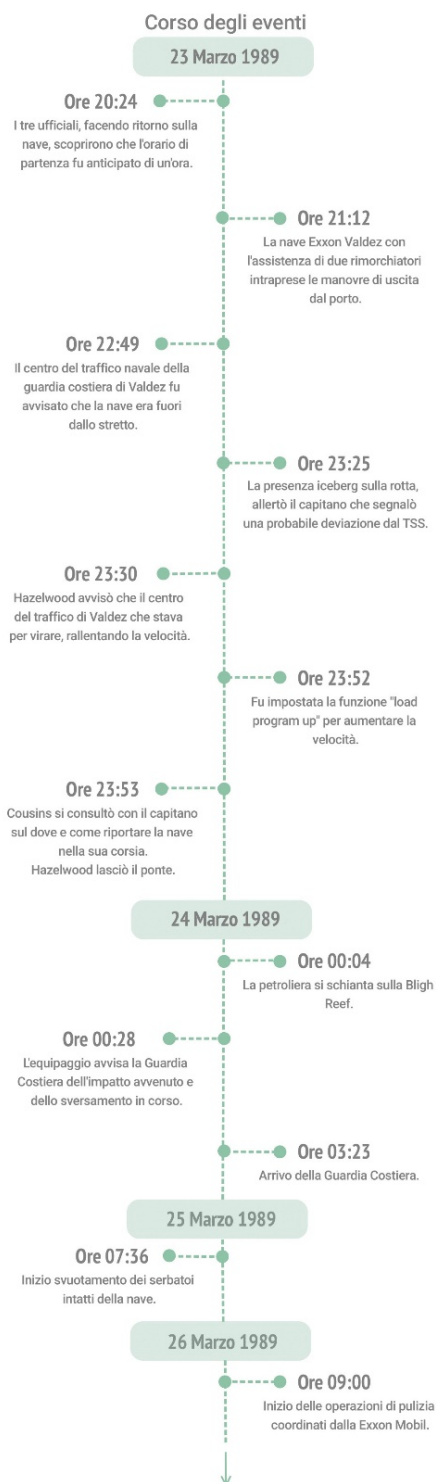 Corso degli eventi
23 Marzo 1989
Ore 20:24
I tre ufficiali, facendo ritorno sulla
nave, scoprirono che l'orario di
partenza fu anticipato di un'ora.
Ore 21:12
La nave Exxon Valdez con
l'assistenza di due rimorchiatori
intraprese le manovre di uscita
dal porto.
Ore 22:49
Il centro del traffico navale della
guardia costiera di Valdez fu
avvisato che la nave era fuori
dallo stretto.
Ore 23:25
La presenza iceberg sulla rotta,
allertò il capitano che segnalò
una probabile deviazione dal TSS.
Ore 23:30
Hazelwood avvisò che il centro
del traffico di Valdez che stava
per virare, rallentando la velocità.
Ore 23:52
Fu impostata la funzione "load
program up" per aumentare la
velocità.
Ore 23:53
Cousins si consultò con il capitano
sul dove e come riportare la nave
nella sua corsia.
Hazelwood lasciò il ponte.
24 Marzo 1989
Ore 00:04
La petroliera si schianta sulla Bligh
Reef.
Ore 00:28
L'equipaggio avvisa la Guardia
Costiera dell'impatto avvenuto e
dello sversamento in corso.
Ore 03:23
Arrivo della Guardia Costiera.
25 Marzo 1989
Ore 07:36
Inizio svuotamento dei serbatoi
intatti della nave.
26 Marzo 1989
Ore 09:00
Inizio delle operazioni di pulizia
coordinati dalla Exxon Mobil.